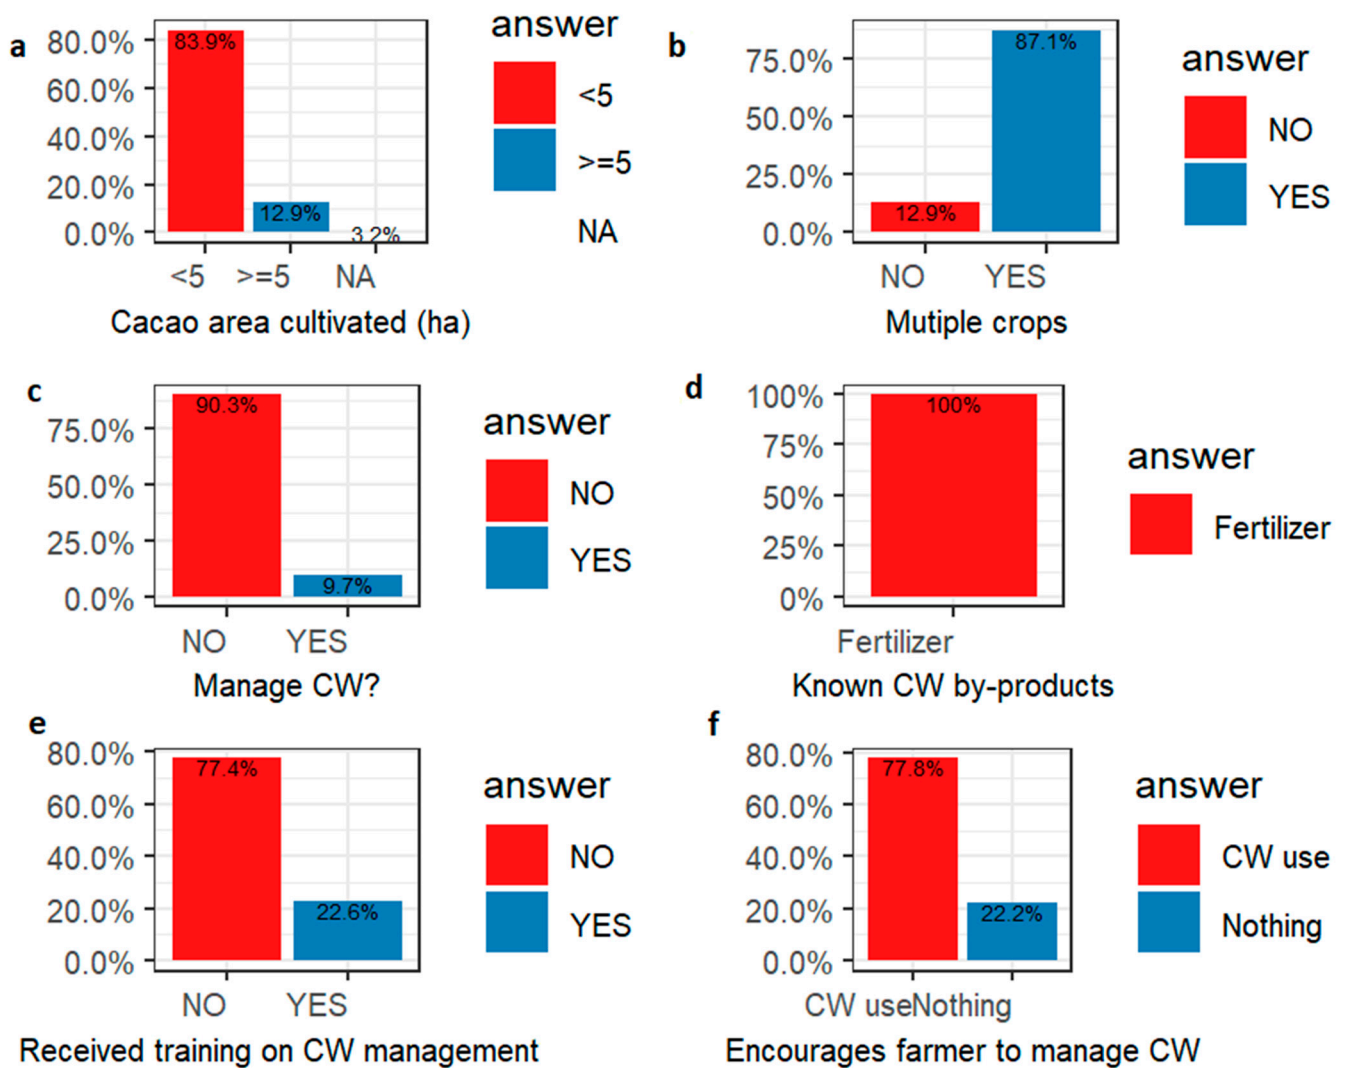 a
80.0%
60.0%
40.0%
20.0%
0.0%
83.9%
12.9%
3.2%
<5 >=5 NA
Cacao area cultivated (ha)
answer
<5
>=5
NA
b
75.0%
50.0%
25.0%
0.0%
87.1%
12.9%
NO YES
Mutiple crops
answer
NO
YES
c
75.0%
50.0%
25.0%
0.0%
90.3%
9.7%
NO YES
Manage CW?
answer
NO
YES
d
100%
75%
50%
25%
0%
100%
Fertilizer
Known CW by-products
answer
Fertilizer
e
80.0%
60.0%
40.0%
20.0%
0.0%
77.4%
22.6%
NO YES
Received training on CW management
answer
NO
YES
f
80.0%
60.0%
40.0%
20.0%
0.0%
77.8%
22.2%
CW useNothing
Encourages farmer to manage CW
answer
CW use
Nothing